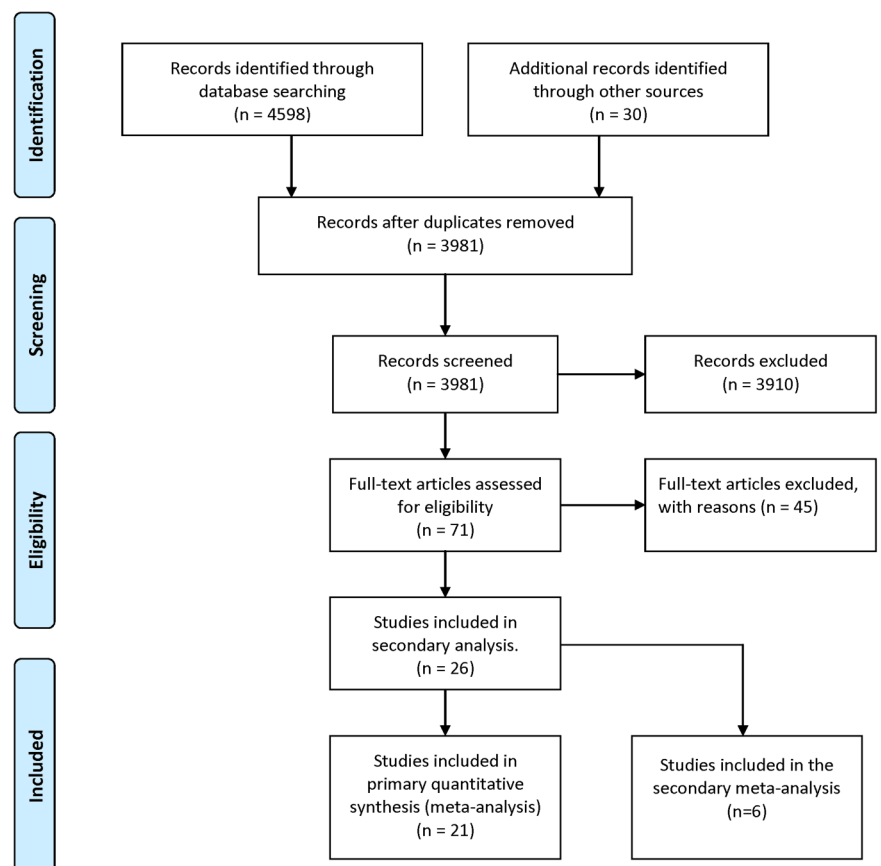 Identification
Records identified through
database searching
(n = 4598)
Additional records identified
through other sources
(n = 30)
Records after duplicates removed
(n = 3981)
Screening
Records screened
(n = 3981)
Records excluded
(n = 3910)
Eligibility
Full-text articles assessed
for eligibility
(n = 71)
Full-text articles excluded,
with reasons (n = 45)
Studies included in
secondary analysis.
(n = 26)
Included
Studies included in
primary quantitative
synthesis (meta-analysis)
(n = 21)
Studies included in the
secondary meta-analysis
(n=6)